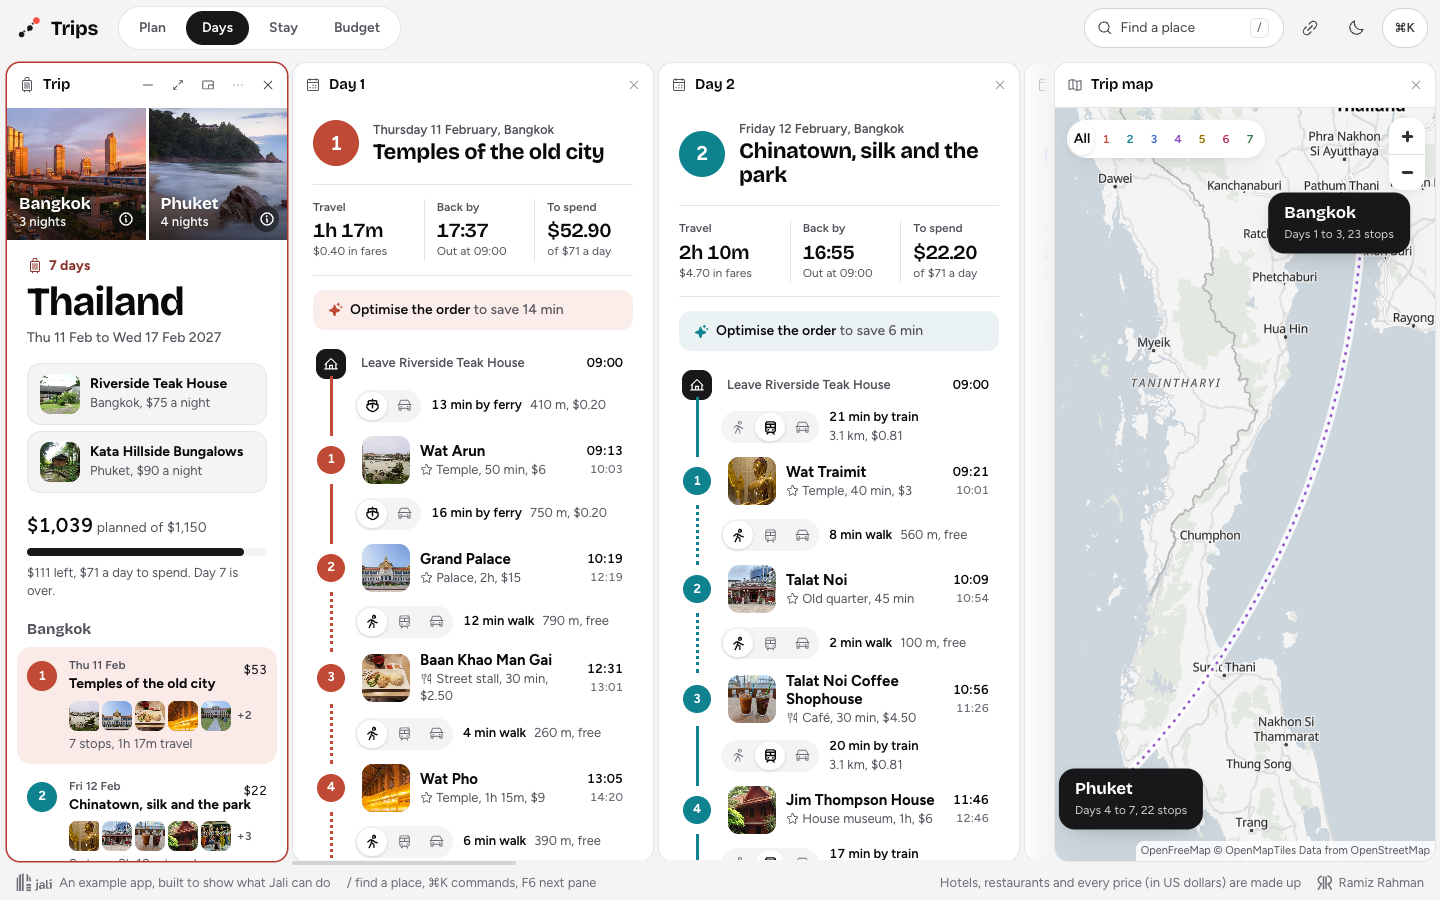 Trips
Plan
Days
Stay
Budget
Find a place
/
⌘K
Trip
Bangkok
3 nights
Phuket
4 nights
7 days
Thailand
Thu 11 Feb to Wed 17 Feb 2027
Riverside Teak House
Bangkok, $75 a night
Kata Hillside Bungalows
Phuket, $90 a night
$1,039 planned of $1,150
$111 left, $71 a day to spend. Day 7 is
over.
Bangkok
1
Thu 11 Feb
$53
Temples of the old city
+2
7 stops, 1h 17m travel
2
Fri 12 Feb
$22
Chinatown, silk and the park
+3
Day 1
1
Thursday 11 February, Bangkok
Temples of the old city
Travel
1h 17m
$0.40 in fares
Back by
17:37
Out at 09:00
To spend
$52.90
of $71 a day
Optimise the order to save 14 min
Leave Riverside Teak House
09:00
13 min by ferry 410 m, $0.20
1
Wat Arun
09:13
Temple, 50 min, $6
10:03
16 min by ferry 750 m, $0.20
2
Grand Palace
10:19
Palace, 2h, $15
12:19
12 min walk 790 m, free
3
Baan Khao Man Gai
12:31
Street stall, 30 min,
$2.50
13:01
4 min walk 260 m, free
4
Wat Pho
13:05
Temple, 1h 15m, $9
14:20
6 min walk 390 m, free
Day 2
2
Friday 12 February, Bangkok
Chinatown, silk and the
park
Travel
2h 10m
$4.70 in fares
Back by
16:55
Out at 09:00
To spend
$22.20
of $71 a day
Optimise the order to save 6 min
Leave Riverside Teak House
09:00
21 min by train
3.1 km, $0.81
1
Wat Traimit
09:21
Temple, 40 min, $3
10:01
8 min walk 560 m, free
2
Talat Noi
10:09
Old quarter, 45 min
10:54
2 min walk 100 m, free
3
Talat Noi Coffee
Shophouse
10:56
Café, 30 min, $4.50
11:26
20 min by train
3.1 km, $0.81
4
Jim Thompson House
11:46
House museum, 1h, $6
12:46
17 min by train
Trip map
Thailand
All
1
2
3
4
5
6
7
+
−
Phra Nakhon
Si Ayutthaya
Dawei
Kanchanaburi
Pathum Thani
Bangkok
Days 1 to 3, 23 stops
Phetchaburi
Rayong
Hua Hin
Myeik
TANINTHARYI
Chumphon
Surat Thani
Nakhon Si
Thammarat
Thung Song
Phuket
Days 4 to 7, 22 stops
Trang
OpenFreeMap © OpenMapTiles Data from OpenStreetMap
jali
An example app, built to show what Jali can do
/ find a place, ⌘K commands, F6 next pane
Hotels, restaurants and every price (in US dollars) are made up
Ramiz Rahman